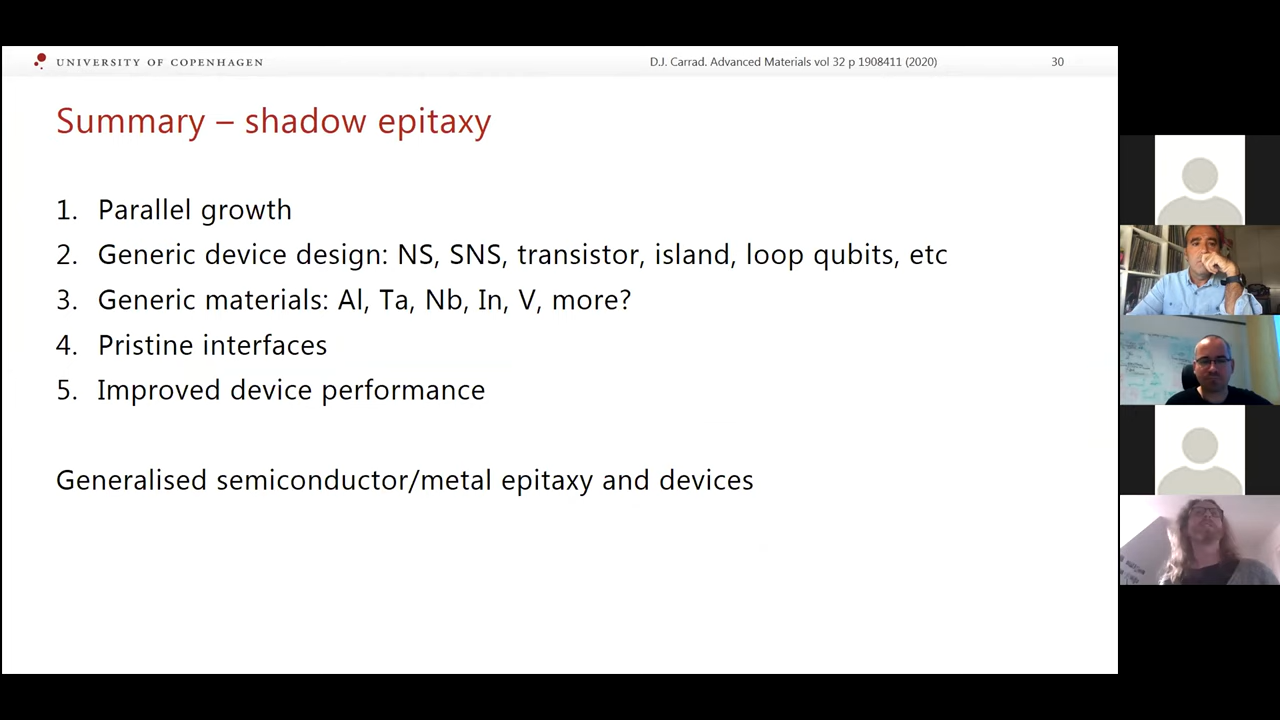 UNIVERSITY OF COPENHAGEN
D.J. Carrad. Advanced Materials vol 32 p 1908411 (2020)
30
Summary – shadow epitaxy
1. Parallel growth
2. Generic device design: NS, SNS, transistor, island, loop qubits, etc
3. Generic materials: Al, Ta, Nb, In, V, more?
4. Pristine interfaces
5. Improved device performance
Generalised semiconductor/metal epitaxy and devices